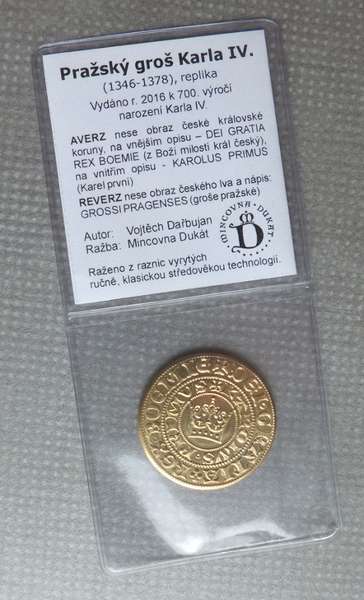 Pražský groš Karla IV.
(1346-1378), replika
Vydáno r. 2016 k 700. výročí
narození Karla IV.
AVERZ nese obraz české královské
koruny, na vnějším opisu – DEI GRATIA
REX BOEMIE (z Boží milosti král český),
na vnitřím opisu - KAROLUS PRIMUS
(Karel první)
REVERZ nese obraz českého lva a nápis:
GROSSI PRAGENSES (groše pražské)
Autor: Vojtěch Dařbujan
Ražba: Mincovna Dukát
MINCOVNA DUKÁT
D
Raženo z raznic vyrytých
ručně, klasickou středověkou technologií.